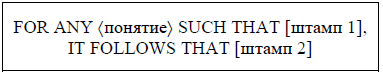 FOR ANY ⟨понятие⟩ SUCH THAT [штамп 1],
IT FOLLOWS THAT [штамп 2]